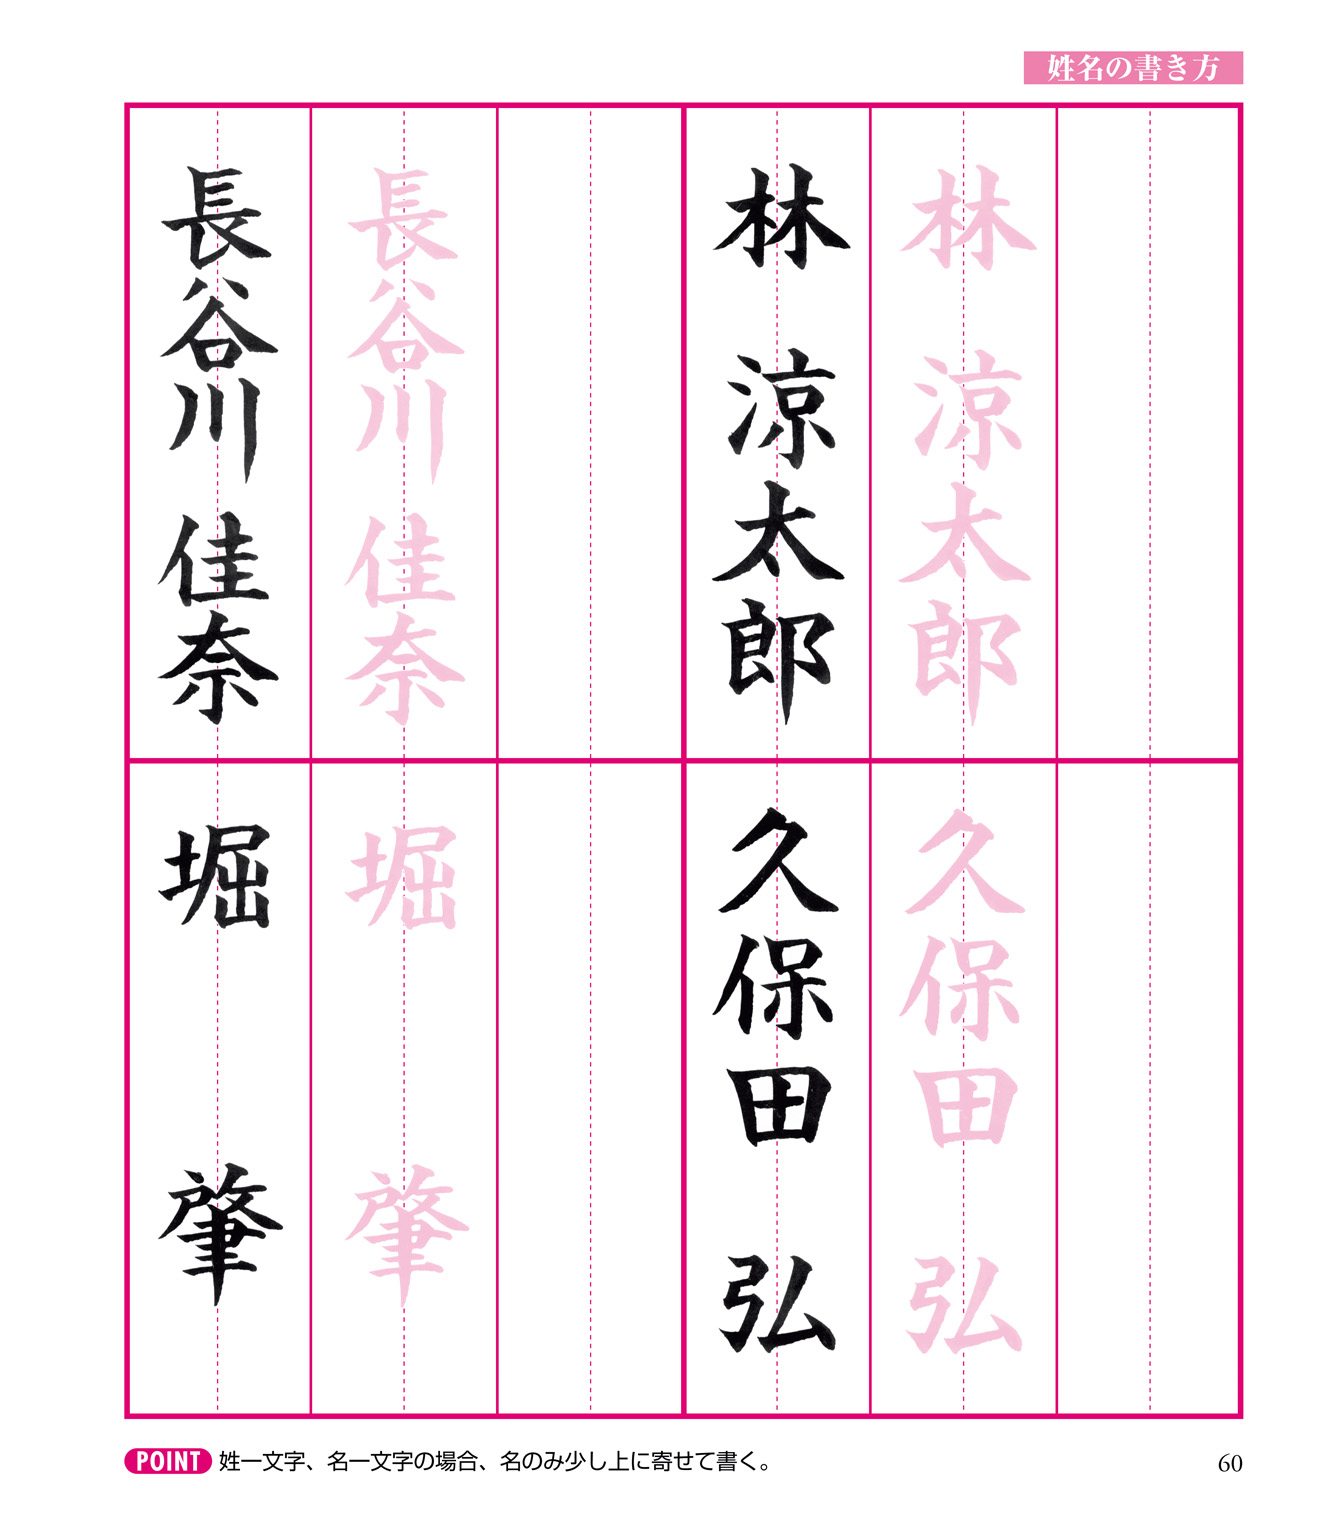 姓名の書き方
林 涼太郎
林 涼太郎
長谷川 佳奈
長谷川 佳奈
久保田 弘
久保田 弘
堀 肇
堀 肇
POINT 姓一文字、名一文字の場合、名のみ少し上に寄せて書く。
60